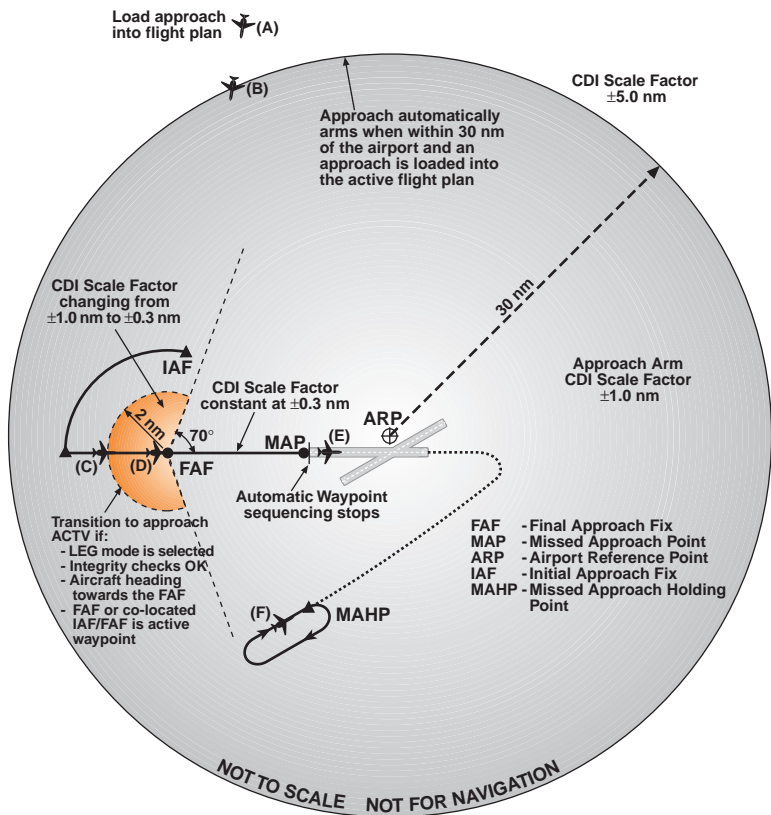 Load approach
into flight plan
(A)
(B)
CDI Scale Factor
±5.0 nm
Approach automatically
arms when within 30 nm
of the airport and an
approach is loaded into
the active flight plan
30 nm
CDI Scale Factor
changing from
±1.0 nm to ±0.3 nm
IAF
Approach Arm
CDI Scale Factor
±1.0 nm
CDI Scale Factor
constant at ±0.3 nm
2 nm
70°
ARP
MAP
(E)
(C)
(D)
FAF
Automatic Waypoint
sequencing stops
Transition to approach
ACTV if:
- LEG mode is selected
- Integrity checks OK
- Aircraft heading
towards the FAF
- FAF or co-located
IAF/FAF is active
waypoint
FAF - Final Approach Fix
MAP - Missed Approach Point
ARP - Airport Reference Point
IAF - Initial Approach Fix
MAHP - Missed Approach Holding
Point
(F)
MAHP
NOT TO SCALE NOT FOR NAVIGATION